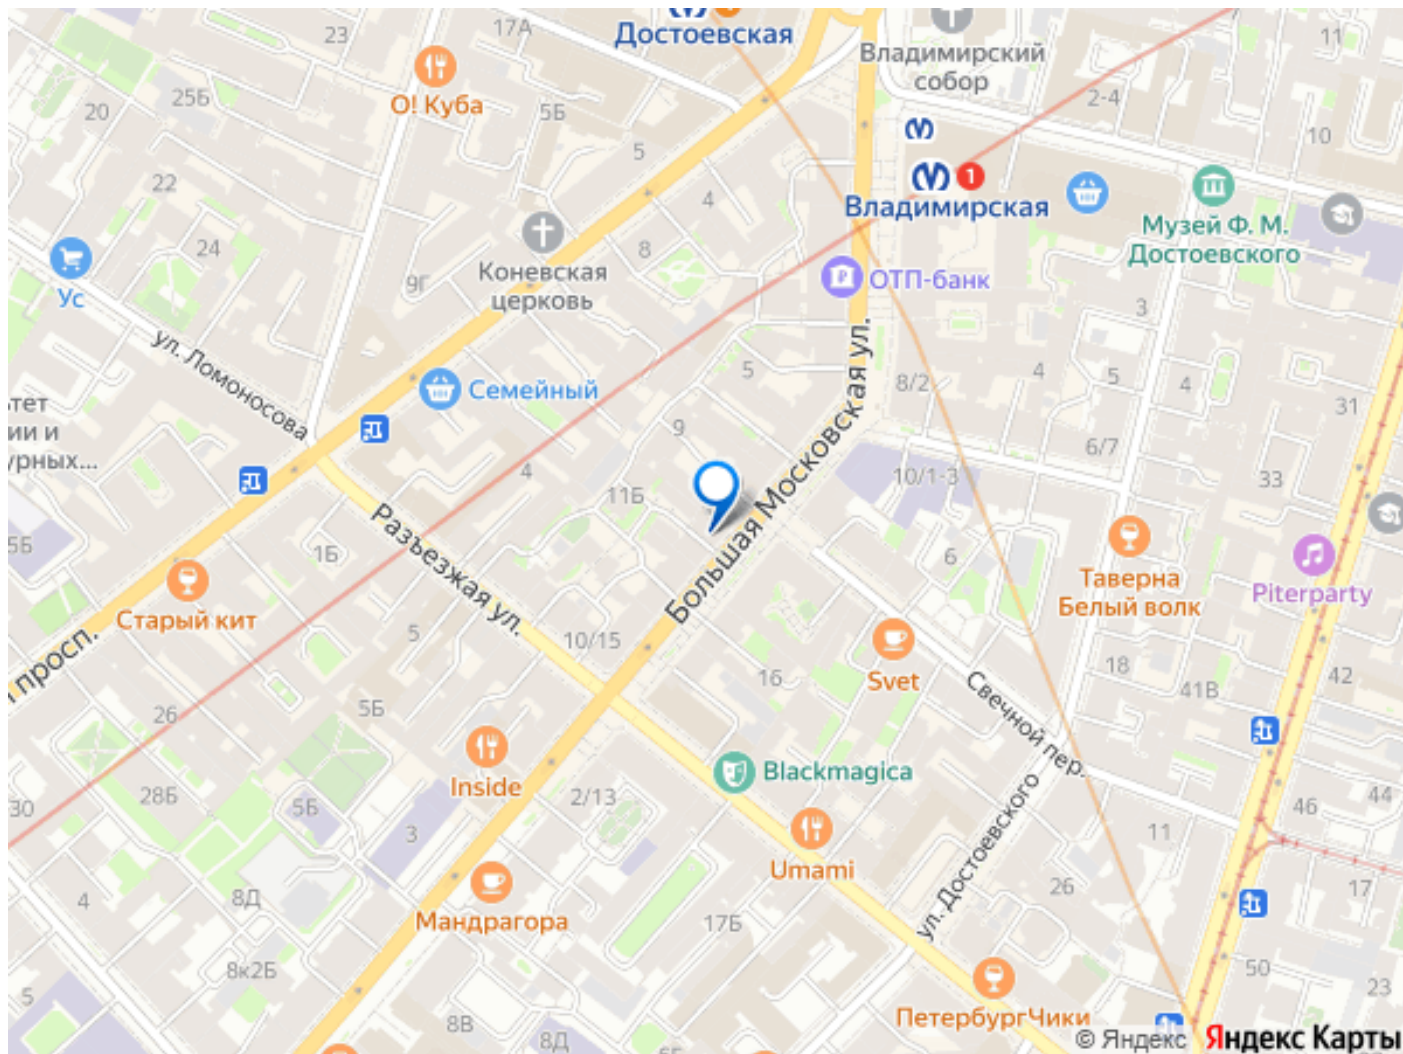 17А
Достоевская
23
О! Куба
25Б
20
5Б
5
22
24
Ус
Коневская
церковь
9Г
8
4
Владимирский
собор
2-4
11
10
1
Владимирская
Музей Ф. М.
Достоевского
ОТП-банк
3
ул. Ломоносова
Семейный
5
8/2
4
5
4
31
тет
ии и
урных...
9
4
11Б
Большая Московская ул.
10/1-3
6/7
33
5Б
1Б
Разъезжая ул.
6
Таверна
Белый волк
Piterparty
Старый кит
просп.
5
10/15
16
Svet
18
41В
42
Свечной пер.
26
5Б
Inside
Blackmagica
30
28Б
5Б
3
2/13
Umami
ул. Достоевского
11
46
44
26
17
4
8Д
Мандрагора
17Б
8к2Б
5
8В
8Д
50
23
ПетербургЧики
© Яндекс Яндекс Карты